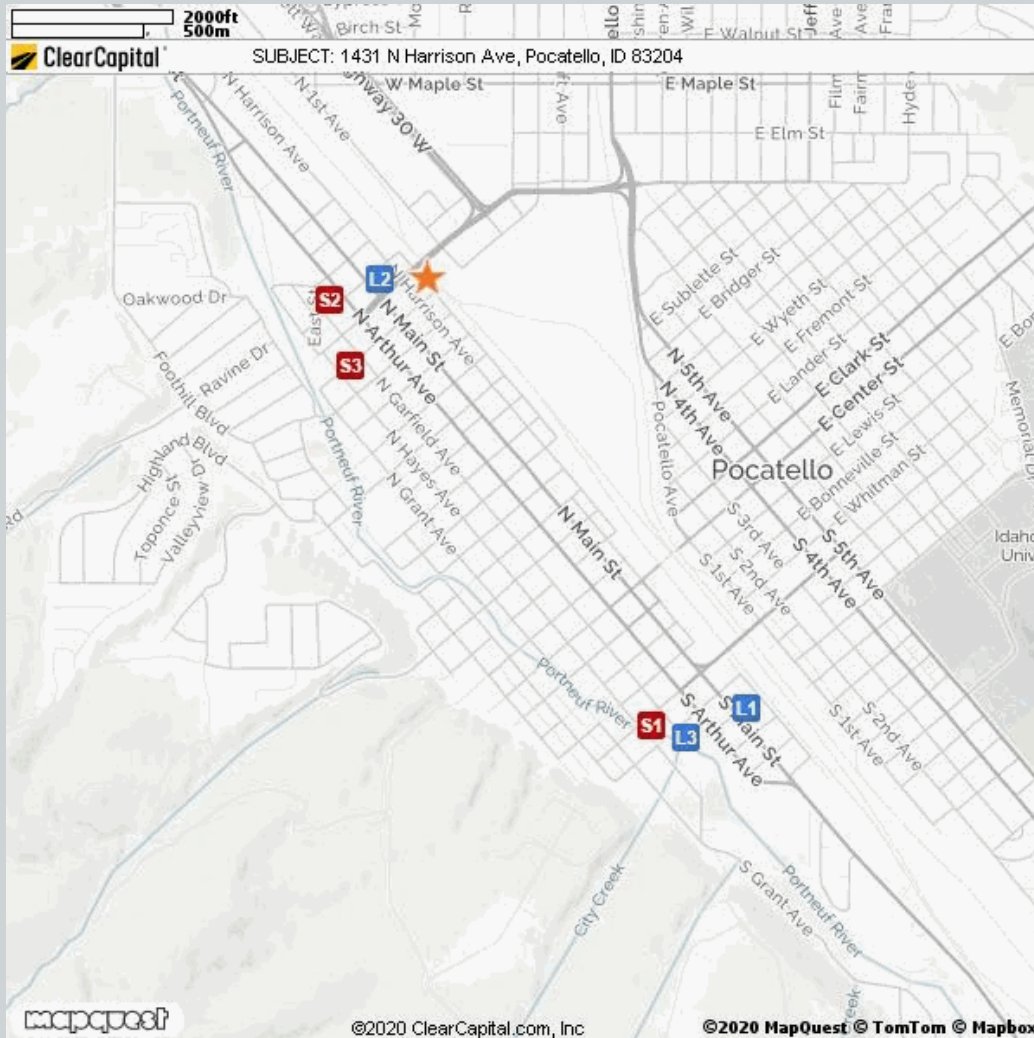 2000ft
500m
Birch St
E Walnut St
ClearCapital
SUBJECT: 1431 N Harrison Ave, Pocatello, ID 83204
W Maple St
E Maple St
N Harrison Ave
N 1st Ave
Highway 30 W
Portneuf River
E Elm St
Hyde
Oakwood Dr
L2
S2
East St
N Harrison Ave
N Main St
N Arthur Ave
S3
Ravine Dr
Foothill Blvd
Highland Blvd
Toponce St
Valleyview Dr
Portneuf River
N Garfield Ave
N Hayes Ave
N Grant Ave
E Sublette St
E Bridger St
E Wyeth St
E Fremont St
E Lander St
E Clark St
E Center St
E Lewis St
E Bonneville St
E Whitman St
N 5th Ave
N 4th Ave
Pocatello Ave
Pocatello
N Main St
S 3rd Ave
S 2nd Ave
S 1st Ave
S 5th Ave
S 4th Ave
Rd
Portneuf River
S1
L3
L1
S Main St
S Arthur Ave
S 2nd Ave
S 1st Ave
City Creek
S Grant Ave
Portneuf River
mapquest
©2020 ClearCapital.com, Inc
©2020 MapQuest © TomTom © Mapbox